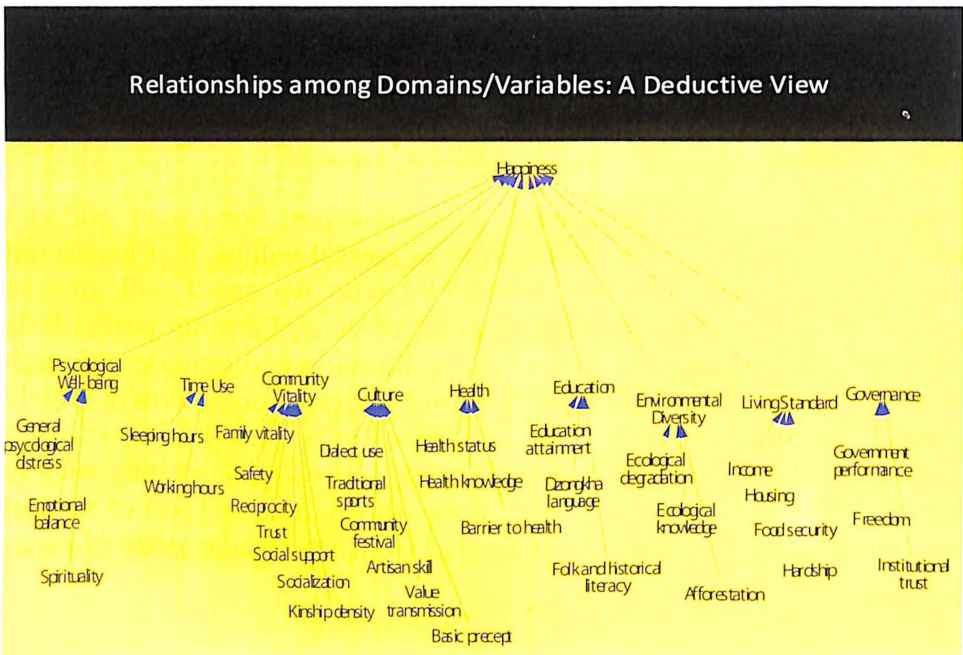 Relationships among Domains/Variables: A Deductive View
Happiness
Psycological
Well-being
Time Use
Community
Vitality
Culture
Health
Education
Environmental
Diversity
Living Standard
Governance
General
psycological
distress
Emotional
balance
Spirituality
Sleeping hours
Working hours
Family vitality
Safety
Reciprocity
Trust
Social support
Socialization
Kinship density
Dialect use
Traditional
sports
Community
festival
Artisan skill
Value
transmission
Basic precept
Health status
Health knowledge
Barrier to health
Education
attainment
Dzongkha
language
Folk and historical
literacy
Ecological
degradation
Ecological
knowledge
Afforestation
Income
Housing
Food security
Hardship
Government
performance
Freedom
Institutional
trust